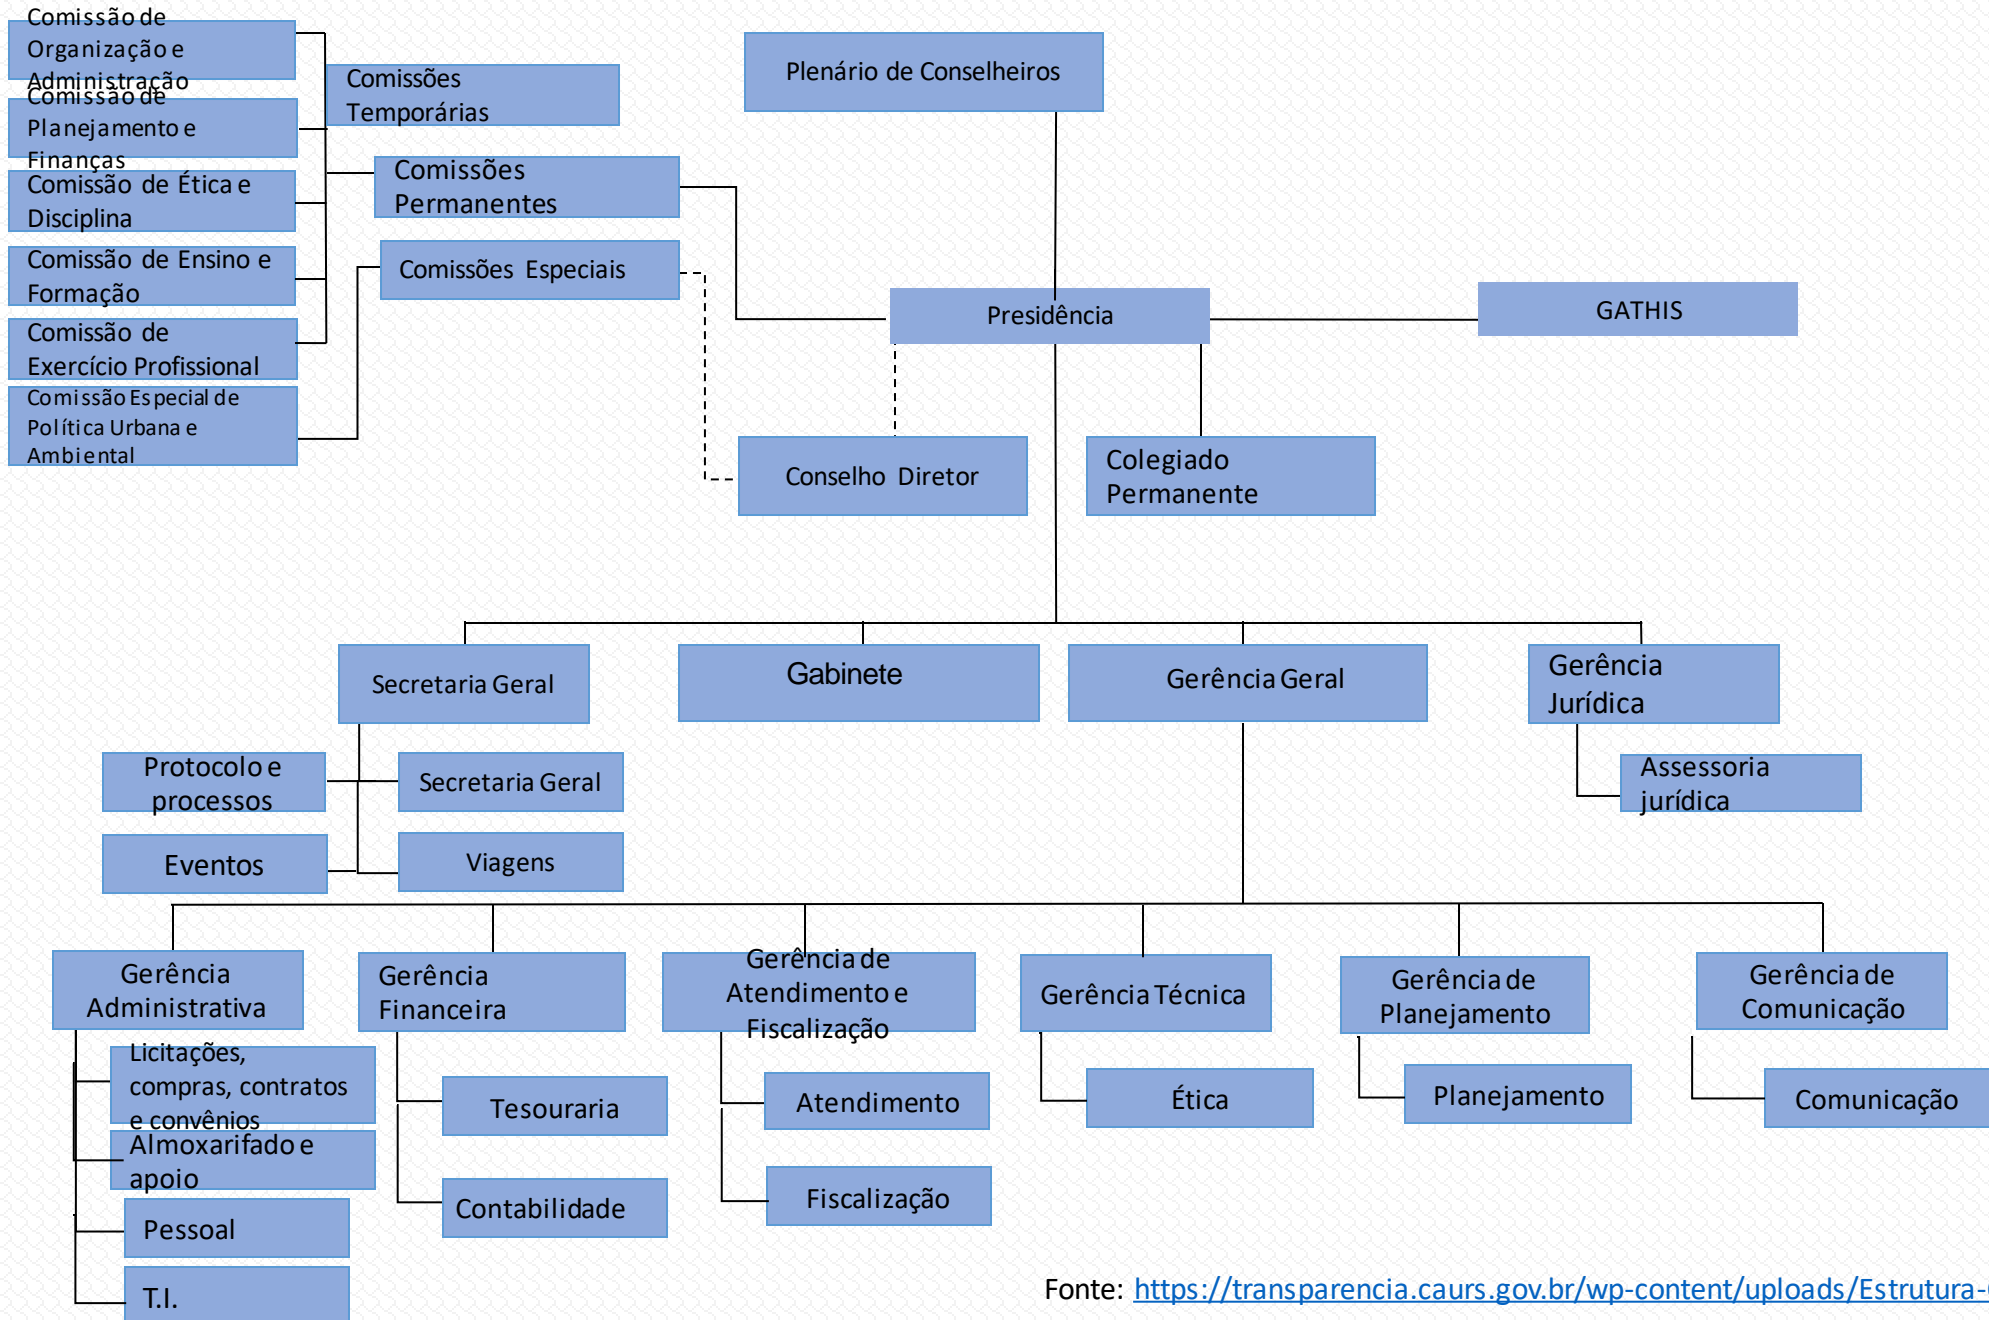 Comissão de
Organização e
Administração
Comissão de
Planejamento e
Finanças
Comissão de Ética e
Disciplina
Comissão de Ensino e
Formação
Comissão de
Exercício Profissional
Comissão Especial de
Política Urbana e
Ambiental
Comissões
Temporárias
Comissões
Permanentes
Comissões Especiais
Plenário de Conselheiros
Presidência
GATHIS
Conselho Diretor
Colegiado
Permanente
Secretaria Geral
Gabinete
Gerência Geral
Gerência
Jurídica
Protocolo e
processos
Secretaria Geral
Assessoria
jurídica
Eventos
Viagens
Gerência
Administrativa
Gerência
Financeira
Gerência de
Atendimento e
Fiscalização
Gerência Técnica
Gerência de
Planejamento
Gerência de
Comunicação
Licitações,
compras, contratos
e convênios
Almoxarifado e
apoio
Pessoal
T.I.
Tesouraria
Contabilidade
Atendimento
Fiscalização
Ética
Planejamento
Comunicação
Fonte: https://transparencia.caurs.gov.br/wp-content/uploads/Estrutura-